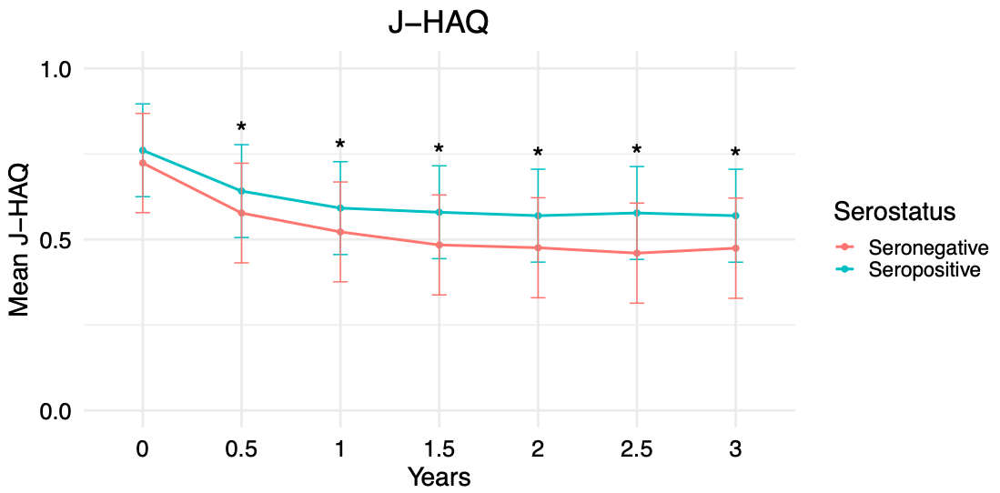 J−HAQ
1.0
0.5
0.0
Mean J−HAQ
* * * * * *
0 0.5 1 1.5 2 2.5 3
Years
Serostatus
Seronegative
Seropositive